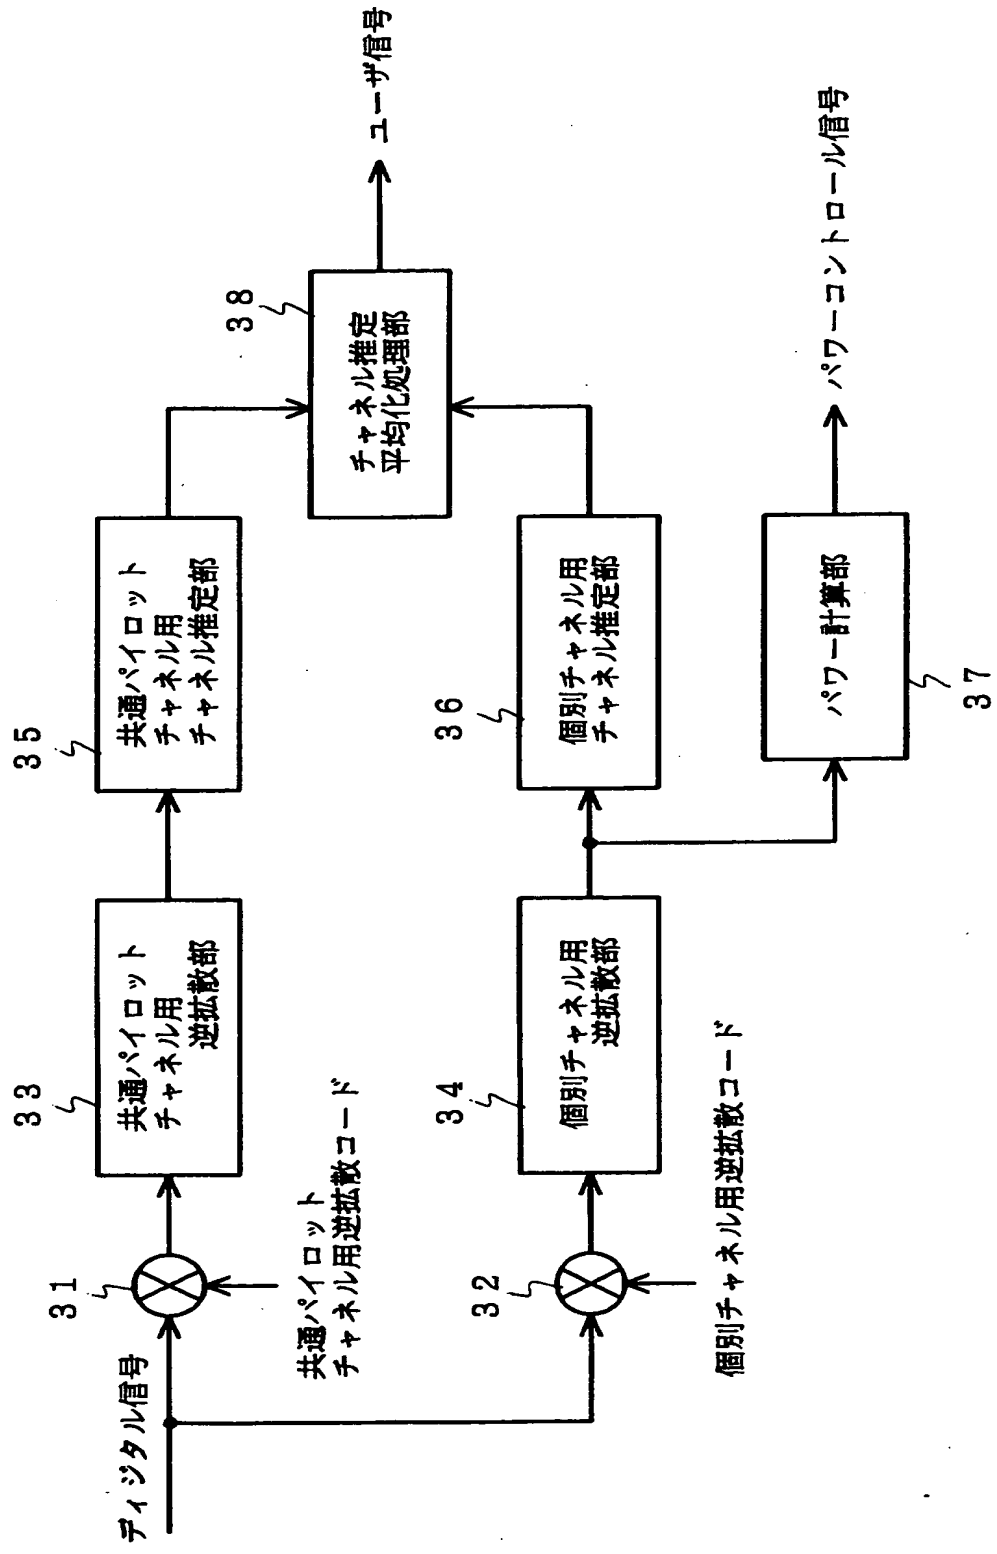 ディジタル信号
31
共通パイロット
チャネル用逆拡散コード
33
共通パイロット
チャネル用
逆拡散部
35
共通パイロット
チャネル用
チャネル推定部
38
チャネル推定
平均化処理部
ユーザ信号
32
個別チャネル用逆拡散コード
34
個別チャネル用
逆拡散部
36
個別チャネル用
チャネル推定部
パワー計算部
37
パワーコントロール信号